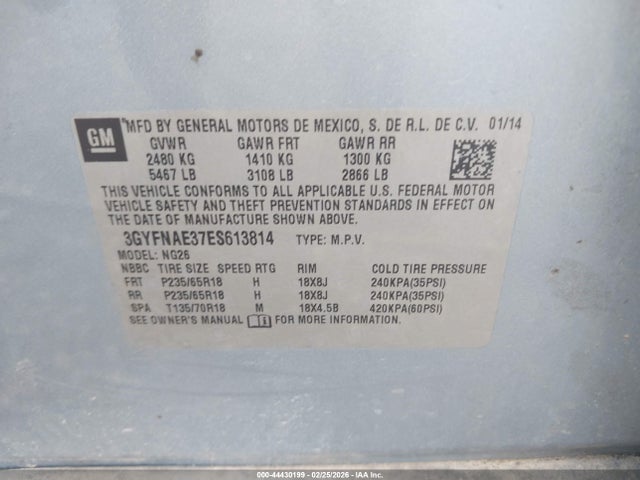 GM
MFD BY GENERAL MOTORS DE MEXICO, S. DE R.L. DE C.V. 01/14
GVWR GAWR FRT GAWR RR
2480 KG 1410 KG 1300 KG
5467 LB 3108 LB 2866 LB
THIS VEHICLE CONFORMS TO ALL APPLICABLE U.S. FEDERAL MOTOR
VEHICLE SAFETY AND THEFT PREVENTION STANDARDS IN EFFECT ON
THE DATE OF MANUFACTURE SHOWN ABOVE.
3GYFNAE37ES613814 TYPE: M.P.V.
MODEL: NG26
NBBC TIRE SIZE SPEED RTG RIM COLD TIRE PRESSURE
FRT P235/65R18 H 18X8J 240KPA(35PSI)
RR P235/65R18 H 18X8J 240KPA(35PSI)
SPA T135/70R18 M 18X4.5B 420KPA(60PSI)
SEE OWNER'S MANUAL FOR MORE INFORMATION.
000-44430199 - 02/25/2026 - IAA Inc.